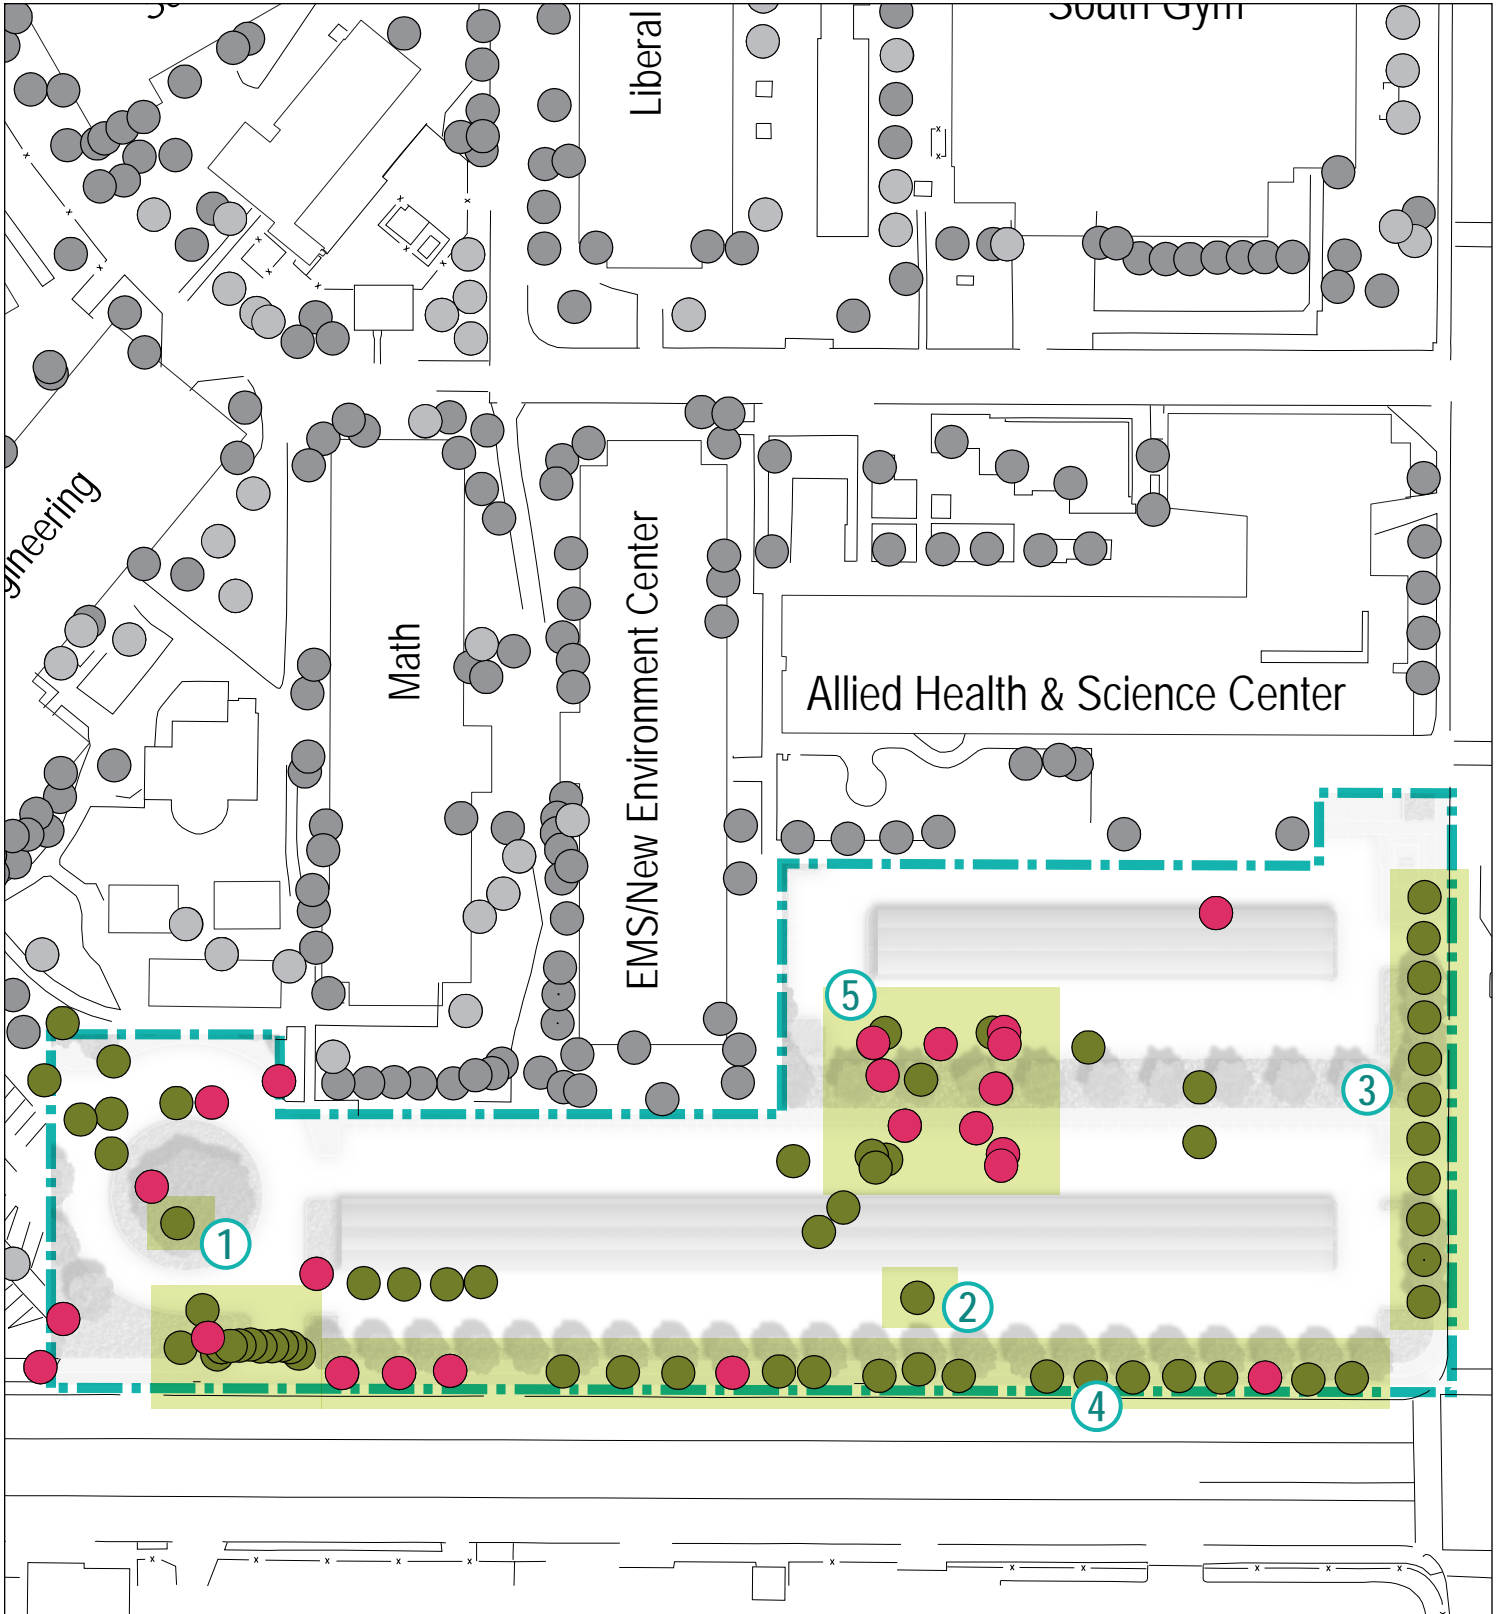 Liberal
South Gym
gineering
Math
EMS/New Environment Center
Allied Health & Science Center
5
3
1
2
4